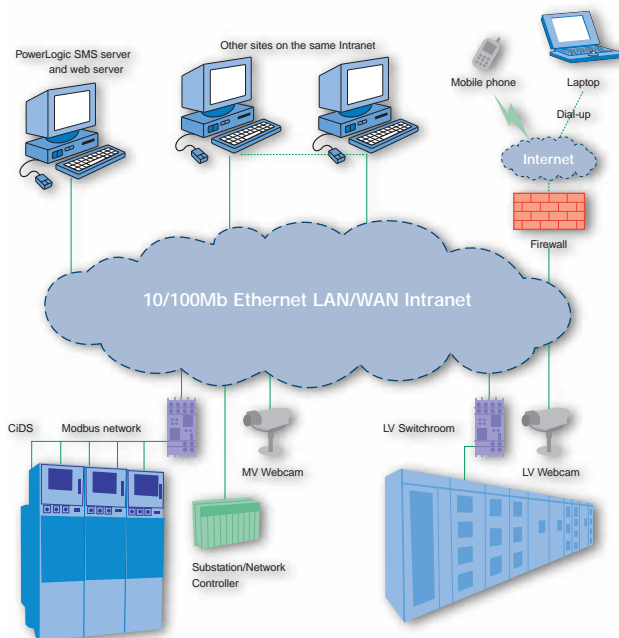 PowerLogic SMS server
and web server
Other sites on the same Intranet
Mobile phone
Laptop
Dial-up
Internet
Firewall
10/100Mb Ethernet LAN/WAN Intranet
CiDS
Modbus network
MV Webcam
LV Switchroom
LV Webcam
Substation/Network
Controller